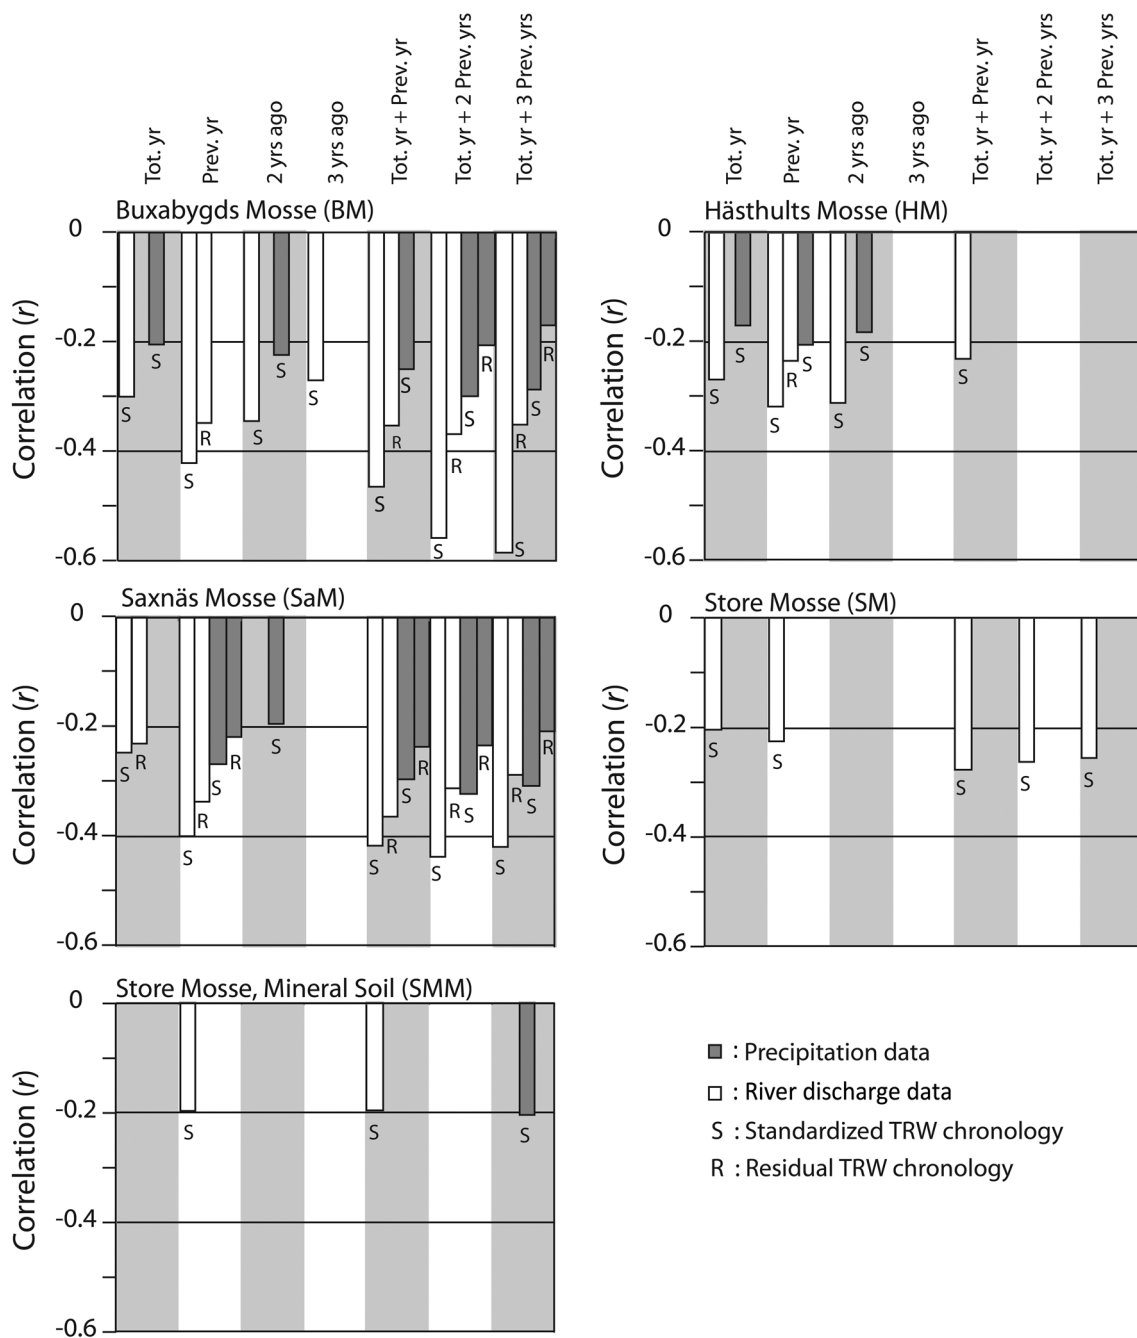 Tot. yr
Prev. yr
2 yrs ago
3 yrs ago
Tot. yr + Prev. yr
Tot. yr + 2 Prev. yrs
Tot. yr + 3 Prev. yrs
Tot. yr
Prev. yr
2 yrs ago
3 yrs ago
Tot. yr + Prev. yr
Tot. yr + 2 Prev. yrs
Tot. yr + 3 Prev. yrs
Buxabygds Mosse (BM)
Correlation (r)
0
-0.2
-0.4
-0.6
S
S
S
R
S
S
S
S
R
S
S
R
S
R
S
R
S
R
Hästhults Mosse (HM)
Correlation (r)
0
-0.2
-0.4
-0.6
S
S
S
R
S
S
S
S
Saxnäs Mosse (SaM)
Correlation (r)
0
-0.2
-0.4
-0.6
S
R
S
R
S
R
S
S
R
S
R
S
R
S
R
S
R
S
R
Store Mosse (SM)
Correlation (r)
0
-0.2
-0.4
-0.6
S
S
S
S
S
Store Mosse, Mineral Soil (SMM)
Correlation (r)
0
-0.2
-0.4
-0.6
S
S
S
: Precipitation data
: River discharge data
S : Standardized TRW chronology
R : Residual TRW chronology